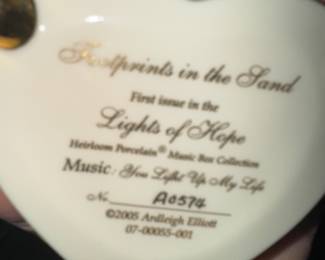 Footprints in the Sand
First issue in the
Lights of Hope
Heirloom Porcelain® Music Box Collection
Music: You Light Up My Life
No. A0574
©2005 Ardleigh Elliott
07-00055-001